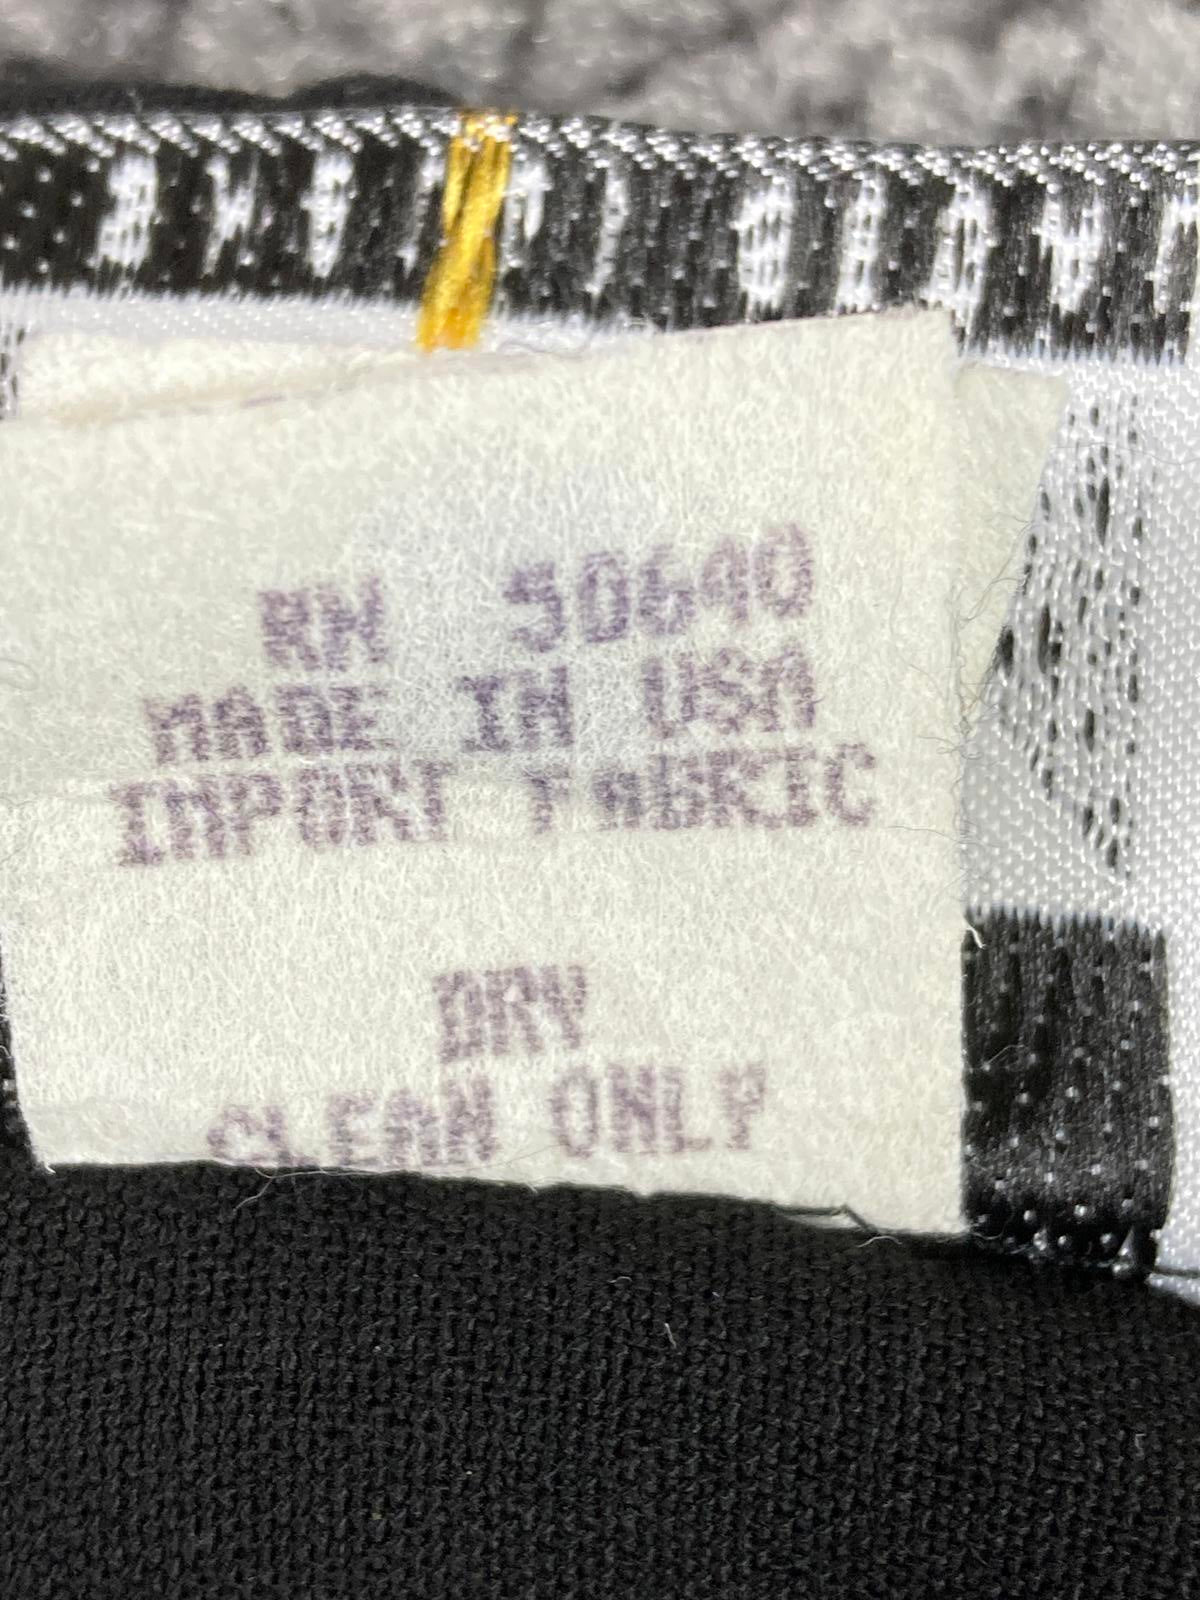 RN 50640
MADE IN USA
IMPORT FABRIC
DRY
CLEAN ONLY